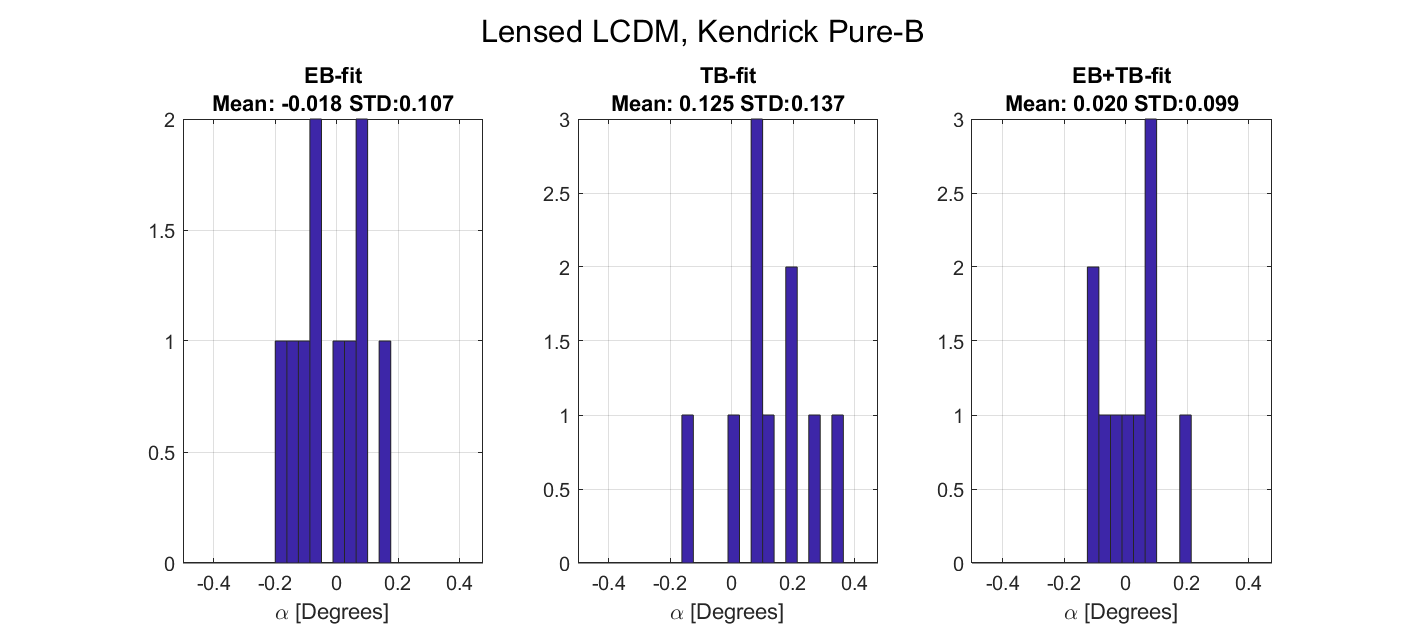 Lensed LCDM, Kendrick Pure-B
EB-fit
Mean: -0.018 STD:0.107
2
1.5
1
0.5
0
-0.4 -0.2 0 0.2 0.4
α [Degrees]
TB-fit
Mean: 0.125 STD:0.137
3
2.5
2
1.5
1
0.5
0
-0.4 -0.2 0 0.2 0.4
α [Degrees]
EB+TB-fit
Mean: 0.020 STD:0.099
3
2.5
2
1.5
1
0.5
0
-0.4 -0.2 0 0.2 0.4
α [Degrees]